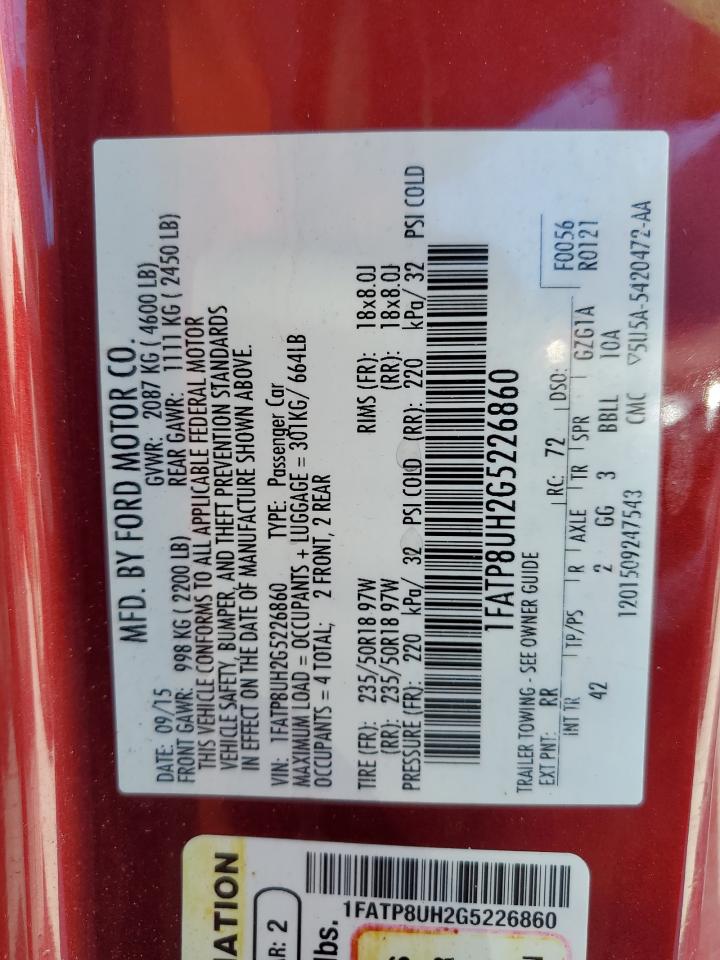 MFD. BY FORD MOTOR CO.
DATE: 09/15 GVWR: 2087 KG ( 4600 LB)
FRONT GAWR: 998 KG ( 2200 LB) REAR GAWR: 1111 KG ( 2450 LB)
THIS VEHICLE CONFORMS TO ALL APPLICABLE FEDERAL MOTOR
VEHICLE SAFETY, BUMPER, AND THEFT PREVENTION STANDARDS
IN EFFECT ON THE DATE OF MANUFACTURE SHOWN ABOVE.
VIN: 1FATP8UH2G5226860 TYPE: Passenger Car
MAXIMUM LOAD = OCCUPANTS + LUGGAGE = 301KG/ 664LB
OCCUPANTS = 4 TOTAL; 2 FRONT, 2 REAR
TIRE (FR): 235/50R18 97W RIMS (FR): 18x8.0J
(RR): 235/50R18 97W (RR): 18x8.0J
PRESSURE (FR): 220 kPa/ 32 PSI COLD (RR): 220 kPa/ 32 PSI COLD
1FATP8UH2G5226860
TRAILER TOWING - SEE OWNER GUIDE
F0056
EXT PNT: RR RC: 72 DSO: R0121
INT TR TP/PS R AXLE TR SPR GZG1A
42 2 GG 3 BBLL 10A
1201509247543 CMC ▽5U5A-5420472-AA
ATION
AR: 2
lbs.
1FATP8UH2G5226860